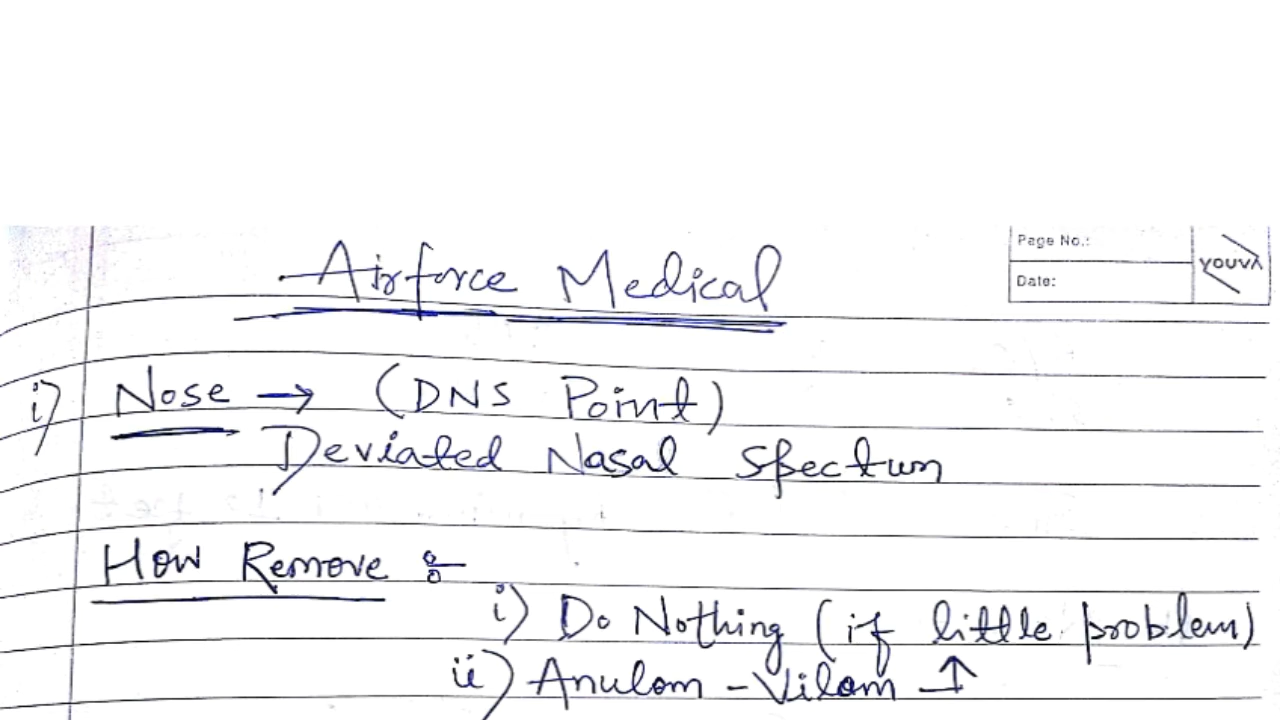 Page No.:
Date:
YOUVA
Airforce Medical
i) Nose → (DNS Point)
Deviated Nasal Spectum
How Remove :-
i) Do Nothing (if little problem)
ii) Anulom - Vilom ↑